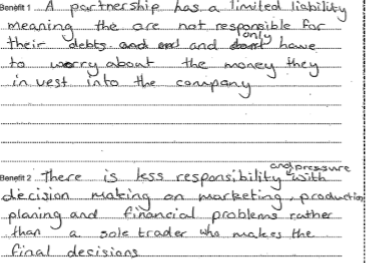 Benefit 1 A partnership has a limited liability
meaning the are not responsible for
their debts and and only have
to worry about the money they
in vest into the company
Benefit 2 There is less responsibility and pressure with
decision making on marketing, production
planing and financial problems rather
than a sole trader who makes the
final decisions